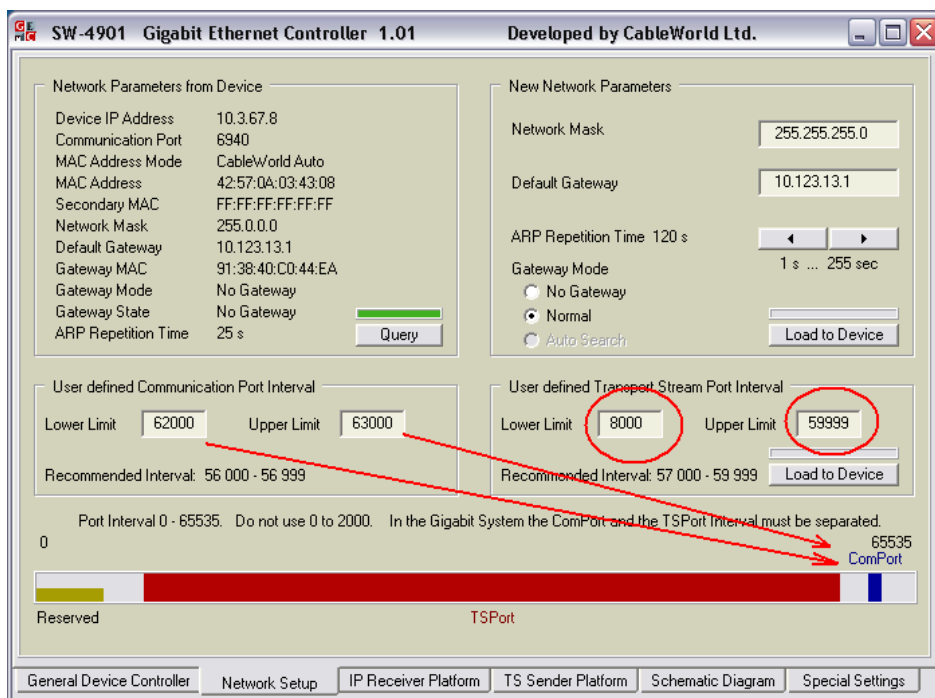 GE MC SW-4901 Gigabit Ethernet Controller 1.01 Developed by CableWorld Ltd.
Network Parameters from Device
Device IP Address 10.3.67.8
Communication Port 6940
MAC Address Mode CableWorld Auto
MAC Address 42:57:0A:03:43:08
Secondary MAC FF:FF:FF:FF:FF:FF
Network Mask 255.0.0.0
Default Gateway 10.123.13.1
Gateway MAC 91:38:40:C0:44:EA
Gateway Mode No Gateway
Gateway State No Gateway
ARP Repetition Time 25 s Query
New Network Parameters
Network Mask 255.255.255.0
Default Gateway 10.123.13.1
ARP Repetition Time 120 s
1 s ... 255 sec
Gateway Mode
No Gateway
Normal
Auto Search Load to Device
User defined Communication Port Interval
Lower Limit 62000 Upper Limit 63000
Recommended Interval: 56 000 - 56 999
User defined Transport Stream Port Interval
Lower Limit 8000 Upper Limit 59999
Recommended Interval: 57 000 - 59 999 Load to Device
Port Interval 0 - 65535. Do not use 0 to 2000. In the Gigabit System the ComPort and the TSPort Interval must be separated.
0 65535
ComPort
Reserved TSPort
General Device Controller Network Setup IP Receiver Platform TS Sender Platform Schematic Diagram Special Settings